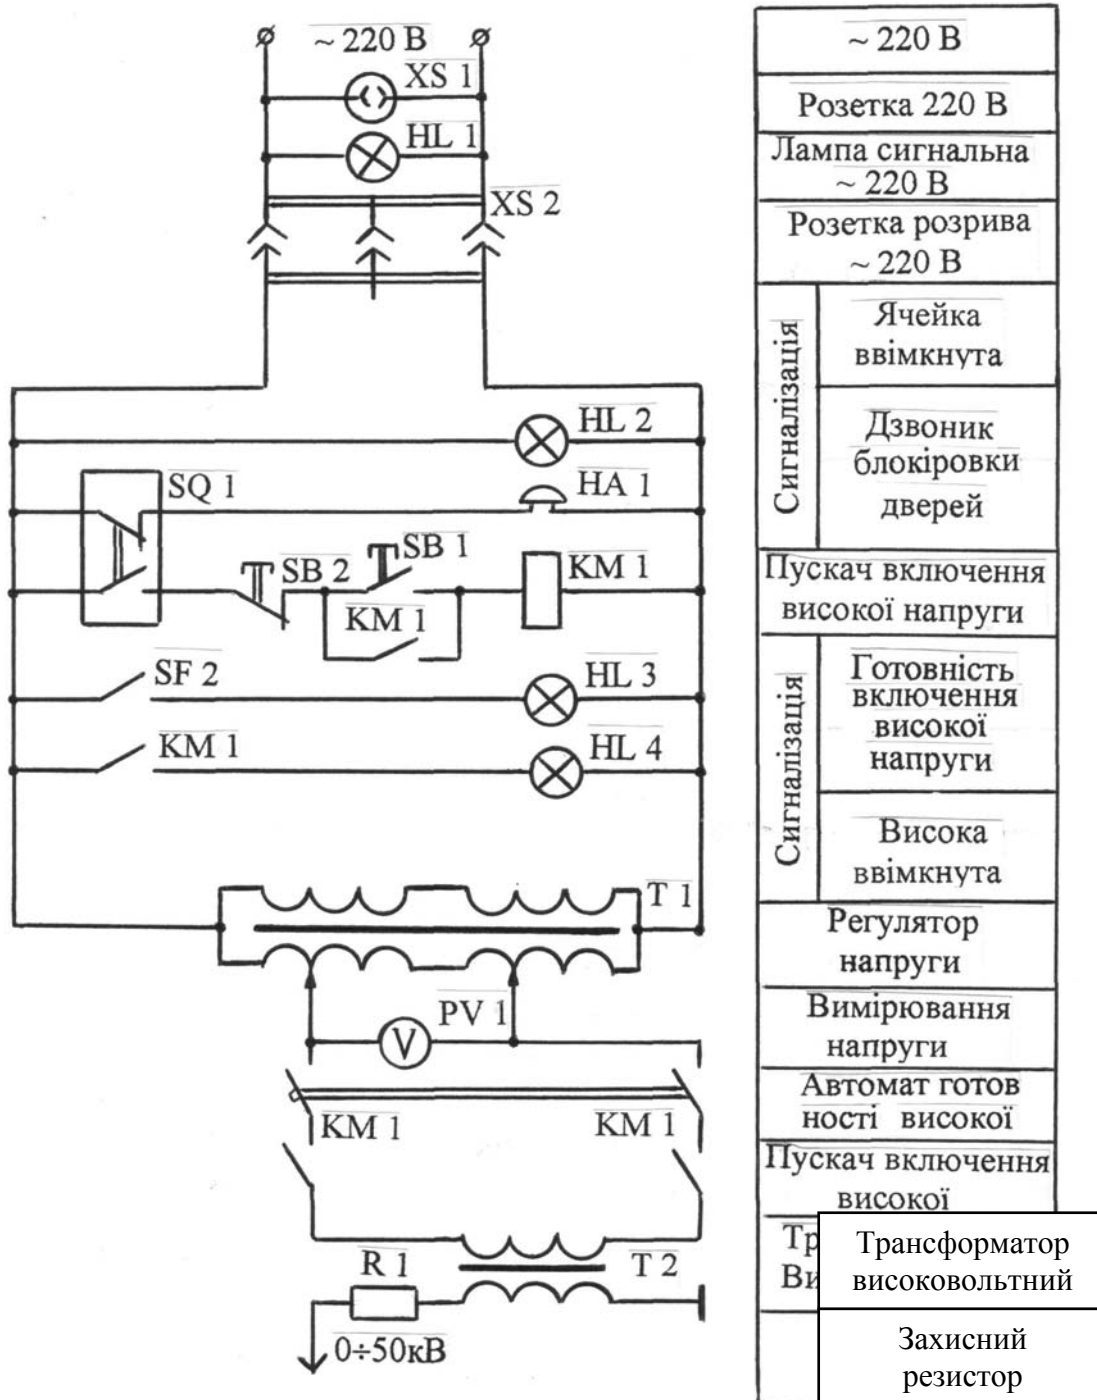 ~ 220 В
XS 1
HL 1
XS 2
HL 2
SQ 1
HA 1
SB 2
SB 1
KM 1
KM 1
SF 2
HL 3
KM 1
HL 4
T 1
PV 1
V
KM 1
KM 1
R 1
T 2
0÷50кВ
~ 220 В
Розетка 220 В
Лампа сигнальна
~ 220 В
Розетка розрива
~ 220 В
Сигналізація
Ячейка
ввімкнута
Дзвоник
блокіровки
дверей
Пускач включення
високої напруги
Сигналізація
Готовність
включення
високої
напруги
Висока
ввімкнута
Регулятор
напруги
Вимірювання
напруги
Автомат готов
ності високої
Пускач включення
високої
Тр
Ви
Трансформатор
високовольтний
Захисний
резистор